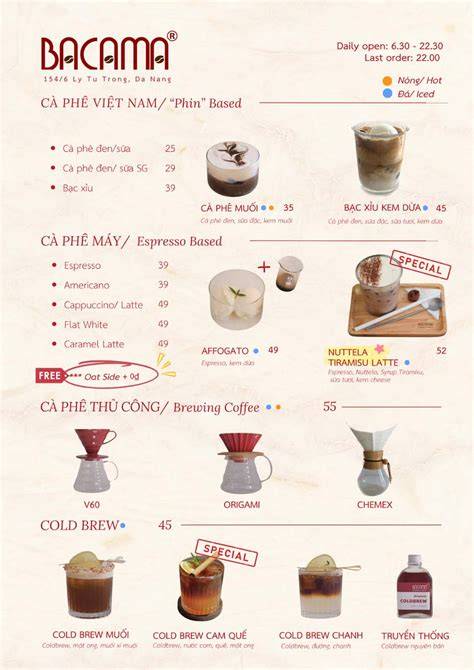 BACAMA®
154/6 Ly Tu Trong, Da Nang
Daily open: 6.30 - 22.30
Last order: 22.00
Nóng/ Hot
Đá/ Iced
CÀ PHÊ VIỆT NAM/ “Phin” Based
Cà phê đen/sữa 25
Cà phê đen/ sữa SG 29
Bạc xỉu 39
CÀ PHÊ MUỐI 35
Cà phê đen, sữa đặc, kem muối
BẠC XỈU KEM DỪA 45
Cà phê đen, sữa đặc, sữa tươi, kem dừa
CÀ PHÊ MÁY/ Espresso Based
Espresso 39
Americano 39
Cappuccino/ Latte 49
Flat White 49
Caramel Latte 49
FREE *** Oat Side + 0đ
+
AFFOGATO 49
Espresso, kem dừa
SPECIAL
NUTTELA 52
TIRAMISU LATTE
Espresso, Nuttela, Syrup Tiramisu,
sữa tươi, kem cheese
CÀ PHÊ THỦ CÔNG/ Brewing Coffee 55
V60
ORIGAMI
CHEMEX
COLD BREW 45
SPECIAL
COLDBREW
COLD BREW MUỐI
Coldbrew, mật ong, muối xí muội
COLD BREW CAM QUẾ
Coldbrew, nước cam, quế, mật ong
COLD BREW CHANH
Coldbrew, đường, chanh
TRUYỀN THỐNG
Coldbrew nguyên bản